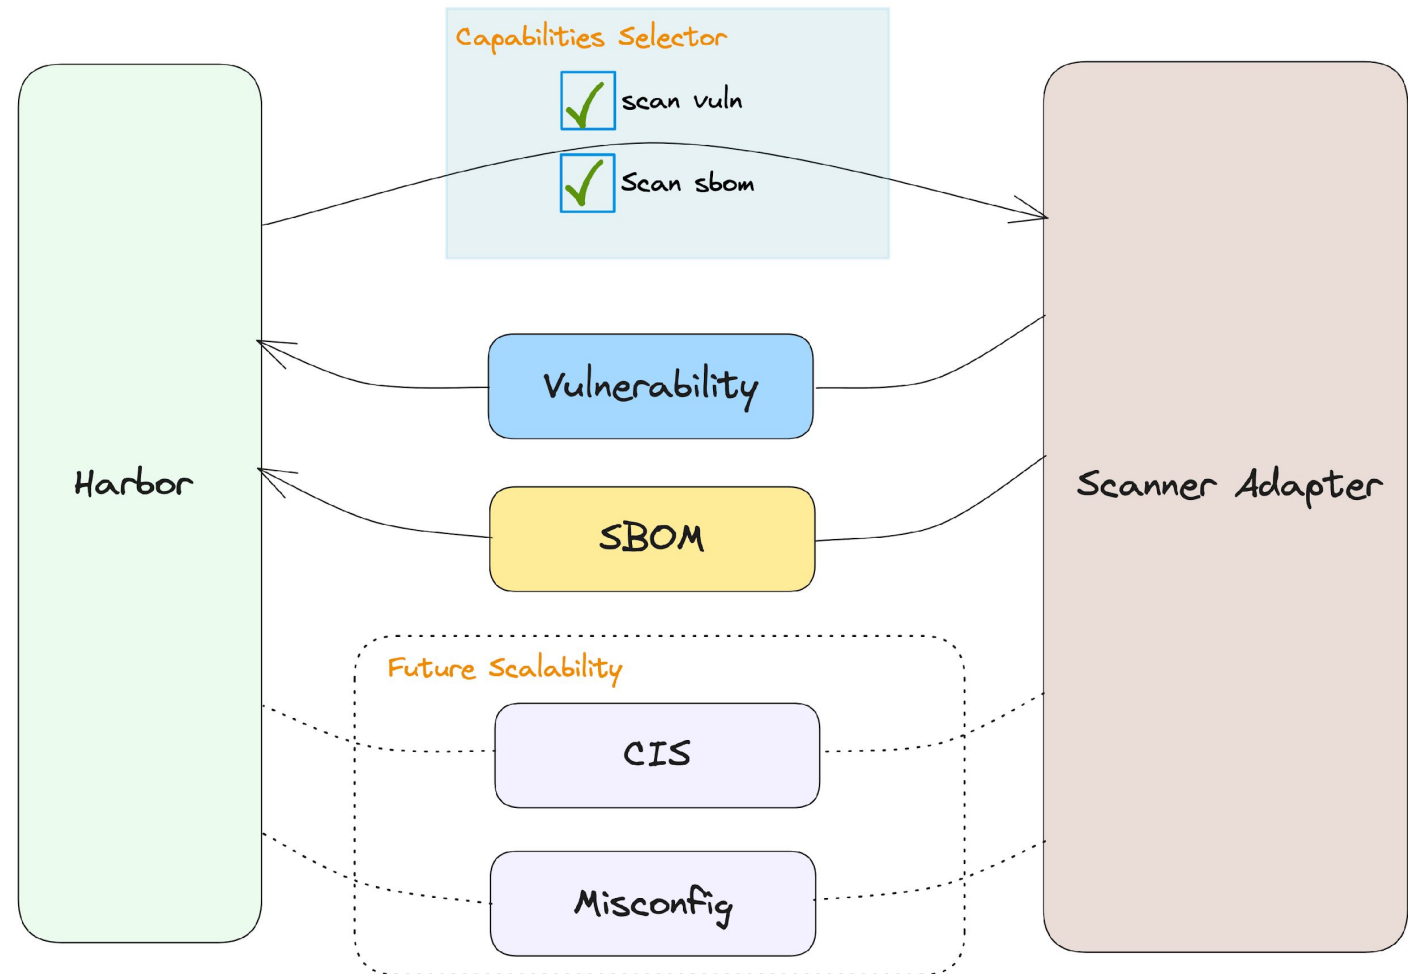 Capabilities Selector
scan vuln
Scan sbom
Vulnerability
Harbor
Scanner Adapter
SBOM
Future Scalability
CIS
Misconfig